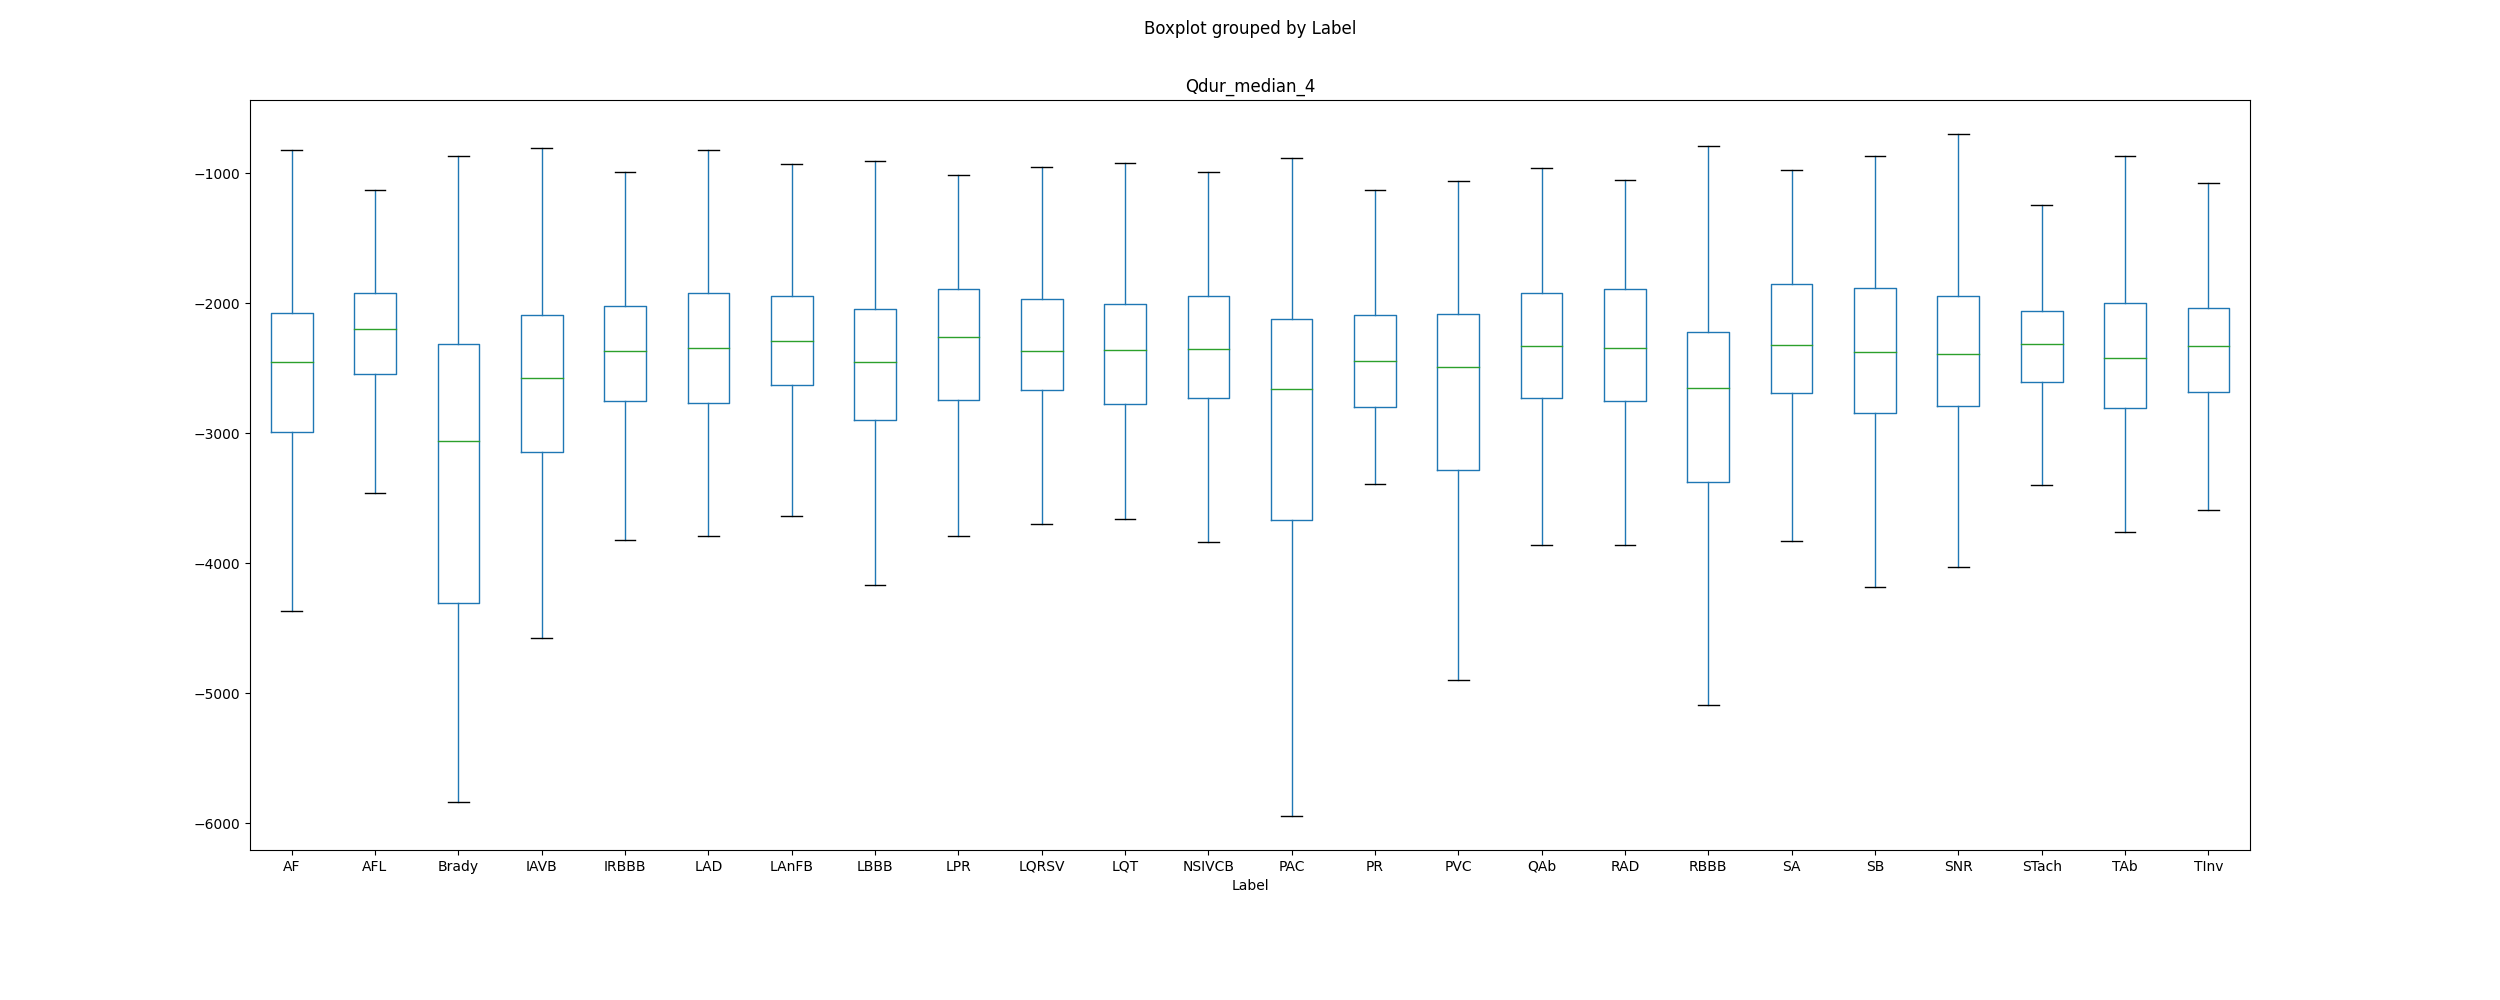 Boxplot grouped by Label
Qdur_median_4
−1000
−2000
−3000
−4000
−5000
−6000
AF AFL Brady IAVB IRBBB LAD LAnFB LBBB LPR LQRSV LQT NSIVCB PAC PR PVC QAb RAD RBBB SA SB SNR STach TAb TInv
Label